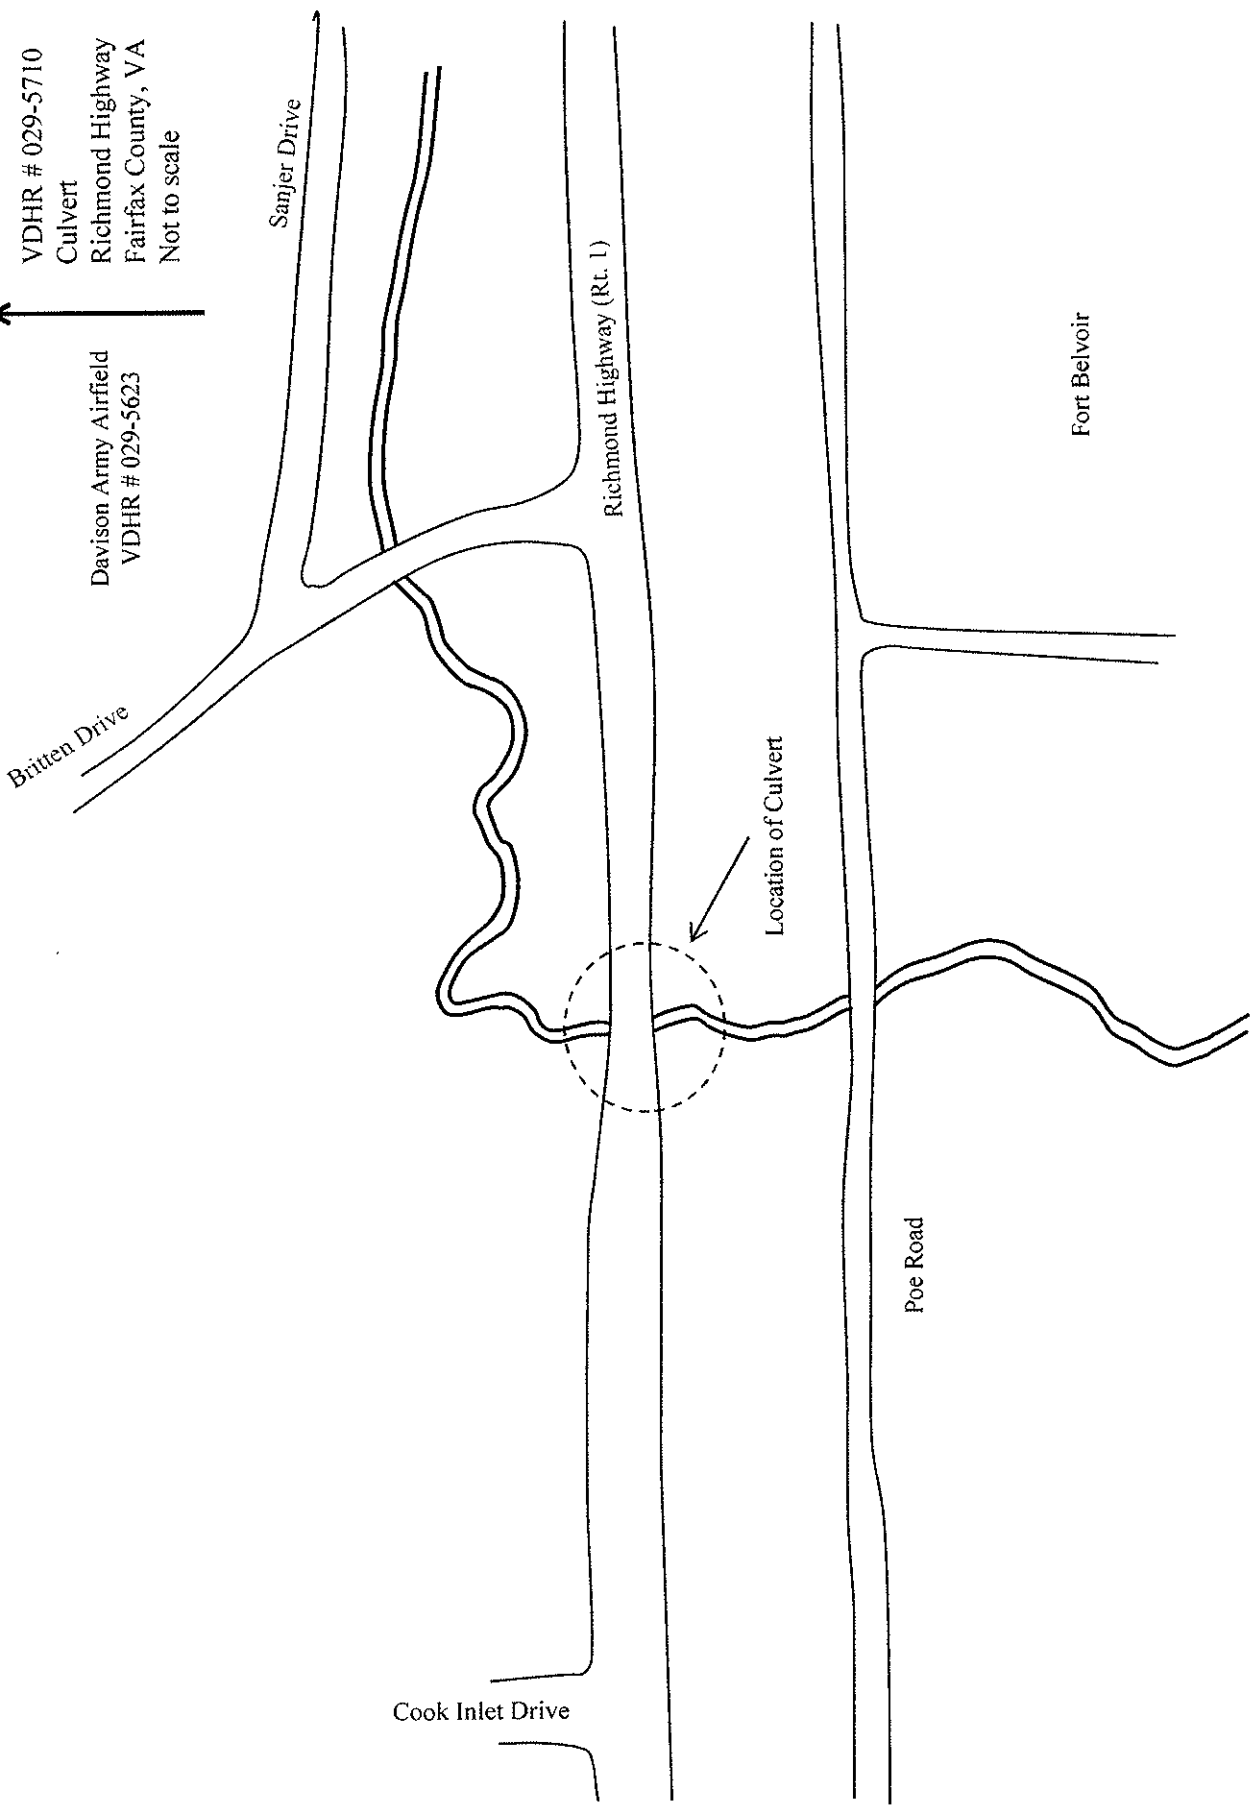 VDHR # 029-5710
Culvert
Richmond Highway
Fairfax County, VA
Not to scale
Davison Army Airfield
VDHR # 029-5623
Sanjer Drive
Britten Drive
Richmond Highway (Rt. 1)
Location of Culvert
Fort Belvoir
Poe Road
Cook Inlet Drive